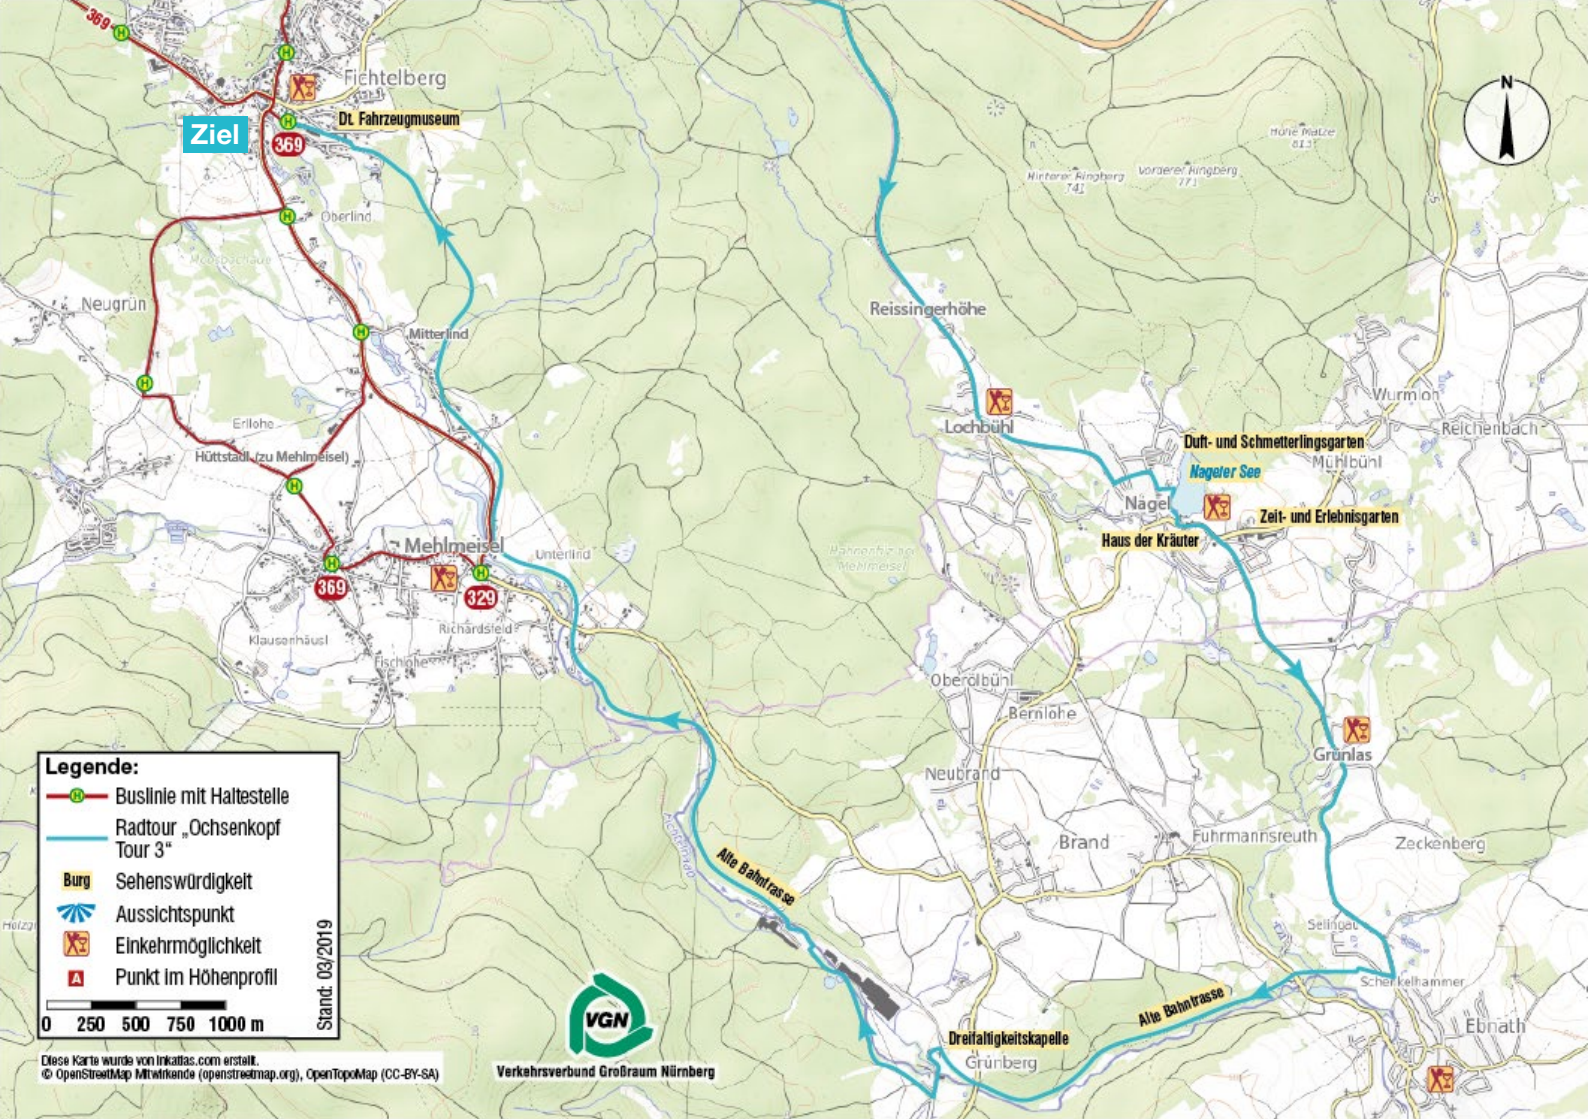 369
Fichtelberg
Dt. Fahrzeugmuseum
Ziel
369
N
Hohe Matze
813
Hinterer Ringberg
741
Vorderer Ringberg
771
Oberlind
Moosbachaue
Neugrün
Mitterlind
Reissingerhöhe
Wurmloh
Erllohe
Lochbühl
Reichenbach
Duft- und Schmetterlingsgarten
Hüttstadl (zu Mehlmeisel)
Nageler See
Mühlbühl
Nagel
Zeit- und Erlebnisgarten
Haus der Kräuter
Mehlmeisel
Unterlind
369
329
Richardsfeld
Klausenhäusl
Fischlohe
Oberölbühl
Bernlohe
Grünlas
Neubrand
Fichtelnaab
Brand
Fuhrmannsreuth
Zeckenberg
Alte Bahntrasse
Selingau
Schenkelhammer
Alte Bahntrasse
Ebnath
Dreifaltigkeitskapelle
Grünberg
Legende:
H Buslinie mit Haltestelle
Radtour „Ochsenkopf
Tour 3“
Burg Sehenswürdigkeit
Aussichtspunkt
Einkehrmöglichkeit
A Punkt im Höhenprofil
0 250 500 750 1000 m
Stand: 03/2019
Diese Karte wurde von inkatlas.com erstellt.
© OpenStreetMap Mitwirkende (openstreetmap.org), OpenTopoMap (CC-BY-SA)
VGN
Verkehrsverbund Großraum Nürnberg